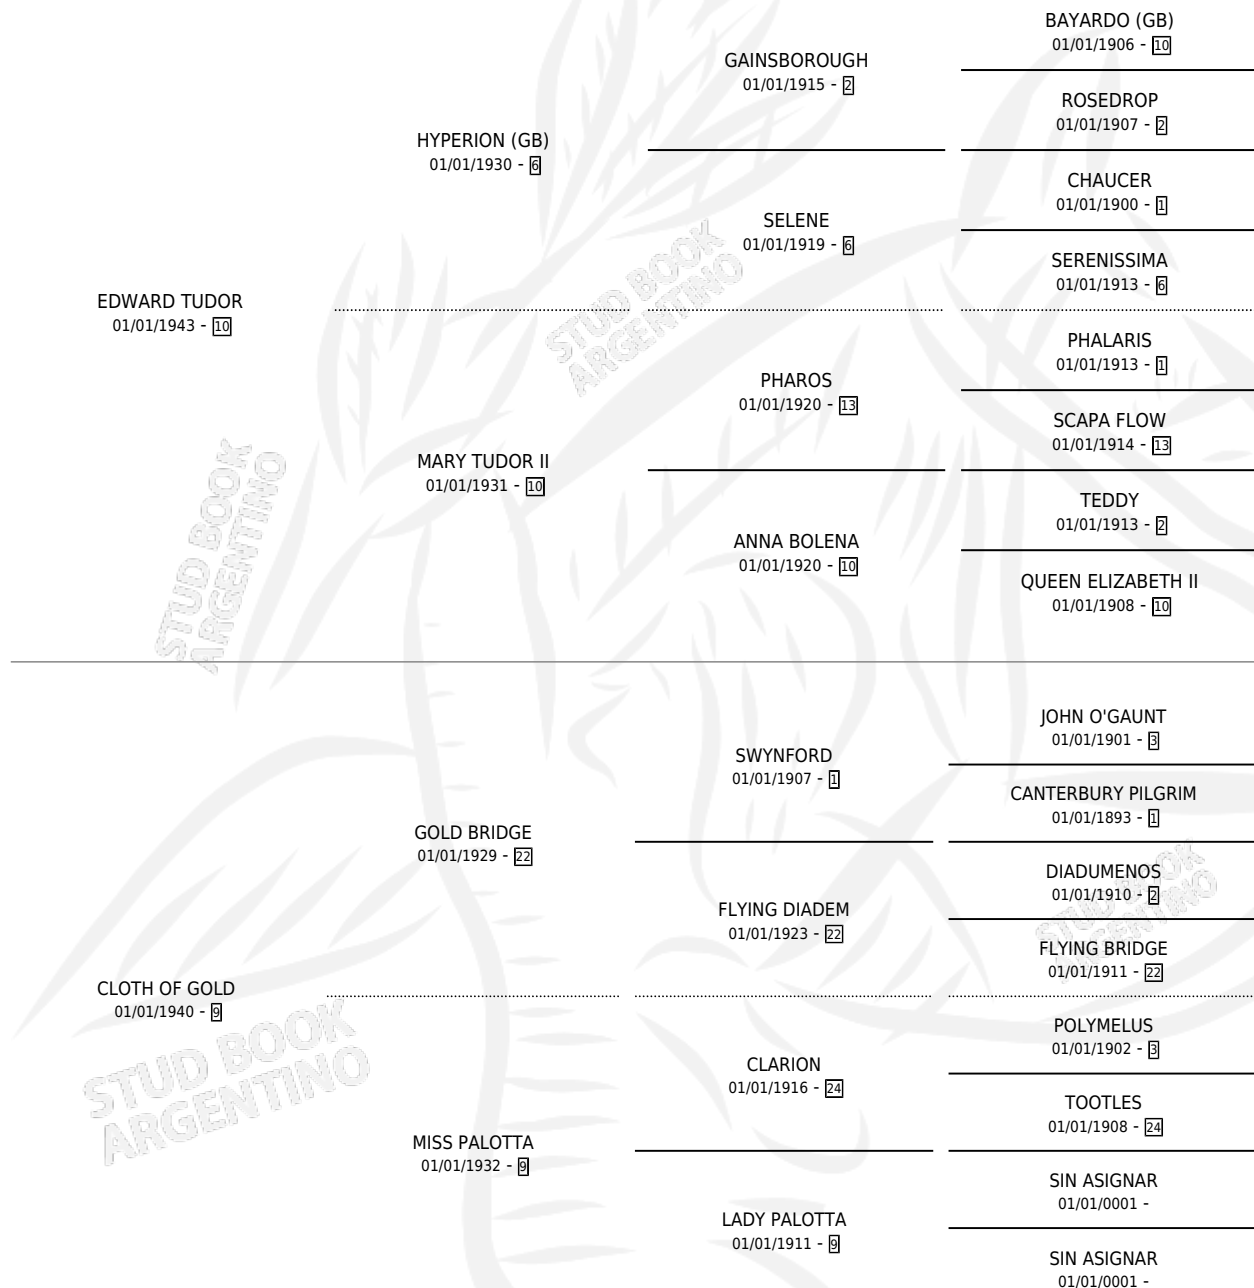 BAYARDO (GB)
01/01/1906 - 10
GAINSBOROUGH
01/01/1915 - 2
ROSEDROP
01/01/1907 - 2
HYPERION (GB)
01/01/1930 - 6
CHAUCER
01/01/1900 - 1
SELENE
01/01/1919 - 6
SERENISSIMA
01/01/1913 - 6
EDWARD TUDOR
01/01/1943 - 10
PHALARIS
01/01/1913 - 1
PHAROS
01/01/1920 - 13
SCAPA FLOW
01/01/1914 - 13
MARY TUDOR II
01/01/1931 - 10
TEDDY
01/01/1913 - 2
ANNA BOLENA
01/01/1920 - 10
QUEEN ELIZABETH II
01/01/1908 - 10
JOHN O'GAUNT
01/01/1901 - 3
SWYNFORD
01/01/1907 - 1
CANTERBURY PILGRIM
01/01/1893 - 1
GOLD BRIDGE
01/01/1929 - 22
DIADUMENOS
01/01/1910 - 2
FLYING DIADEM
01/01/1923 - 22
FLYING BRIDGE
01/01/1911 - 22
CLOTH OF GOLD
01/01/1940 - 9
POLYMELUS
01/01/1902 - 3
CLARION
01/01/1916 - 24
TOOTLES
01/01/1908 - 24
MISS PALOTTA
01/01/1932 - 9
SIN ASIGNAR
01/01/0001 -
LADY PALOTTA
01/01/1911 - 9
SIN ASIGNAR
01/01/0001 -
STUD BOOK
ARGENTINO
STUD BOOK
ARGENTINO
STUD BOOK
ARGENTINO
STUD BOOK
ARGENTINO